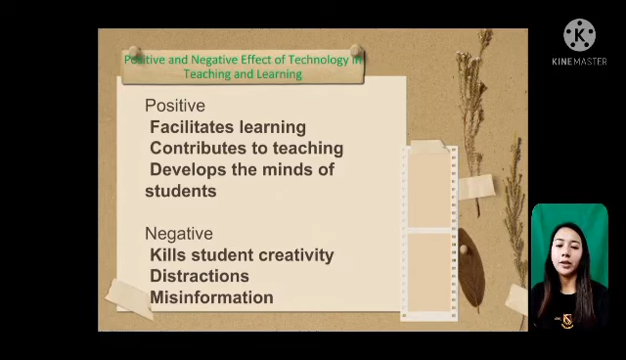 Positive and Negative Effect of Technology in
Teaching and Learning
Positive
Facilitates learning
Contributes to teaching
Develops the minds of
students
Negative
Kills student creativity
Distractions
Misinformation
K
KINEMASTER